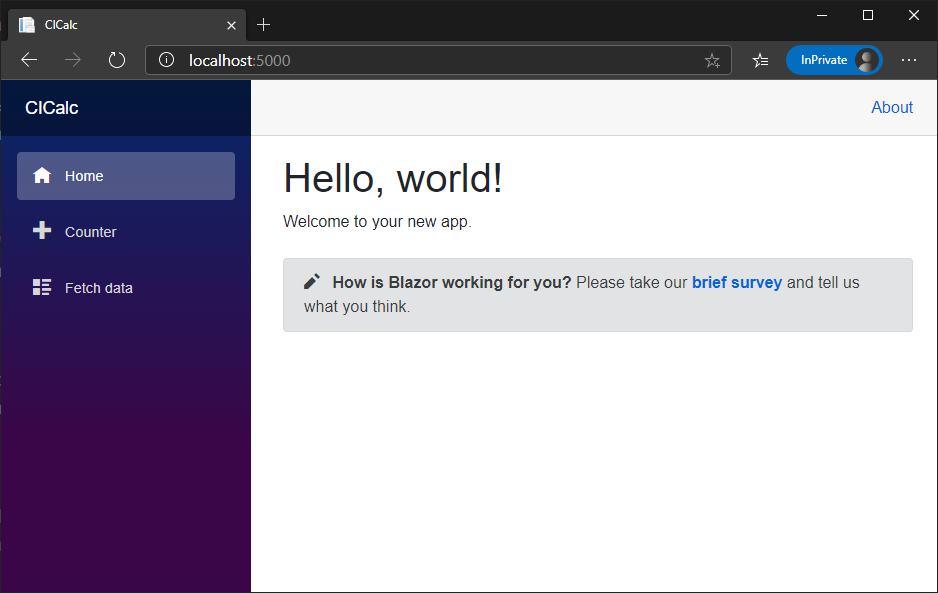 CICalc
localhost:5000
InPrivate
CICalc
About
Home
Counter
Fetch data
Hello, world!
Welcome to your new app.
How is Blazor working for you? Please take our brief survey and tell us
what you think.